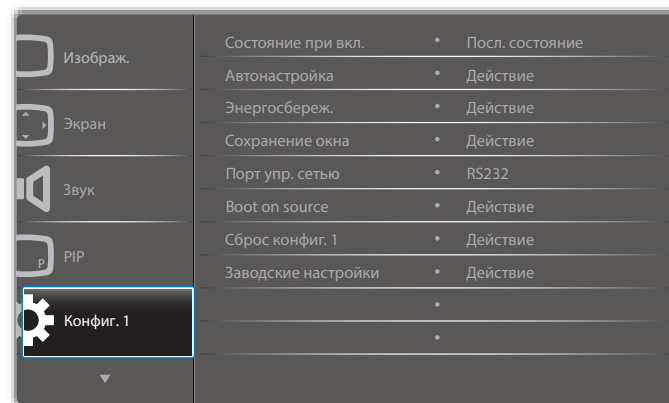 Изображ.
Экран
Звук
P
PIP
Конфиг. 1
Состояние при вкл. • Посл. состояние
Автонастройка • Действие
Энергосбереж. • Действие
Сохранение окна • Действие
Порт упр. сетью • RS232
Boot on source • Действие
Сброс конфиг. 1 • Действие
Заводские настройки • Действие
•
•